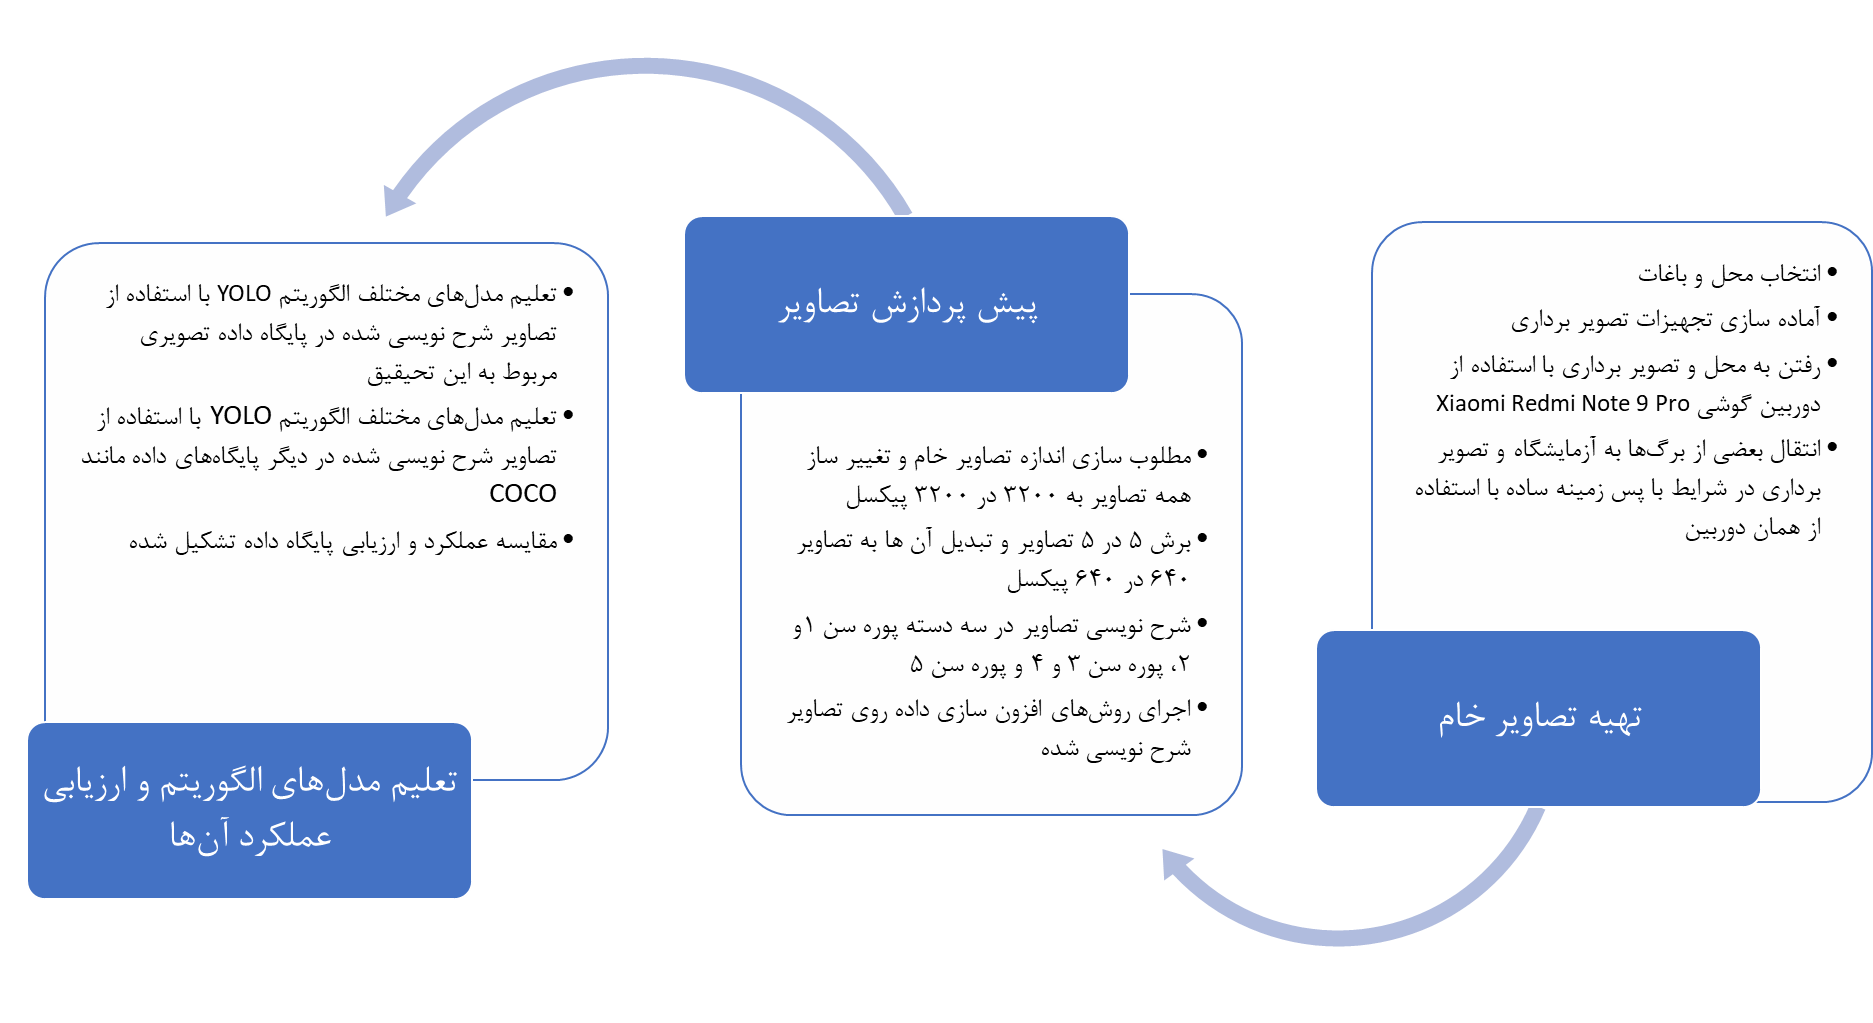 انتخاب محل و باغات
آماده سازی تجهیزات تصویر برداری
رفتن به محل و تصویر برداری با استفاده از
دوربین گوشی Xiaomi Redmi Note 9 Pro
انتقال بعضی از برگ‌ها به آزمایشگاه و تصویر
برداری در شرایط با پس زمینه ساده با استفاده
از همان دوربین
تهیه تصاویر خام
پیش پردازش تصاویر
مطلوب سازی اندازه تصاویر خام و تغییر ساز
همه تصاویر به ۳۲۰۰ در ۳۲۰۰ پیکسل
برش ۵ در ۵ تصاویر و تبدیل آن ها به تصاویر
۶۴۰ در ۶۴۰ پیکسل
شرح نویسی تصاویر در سه دسته پوره سن ۱و
۲، پوره سن ۳ و ۴ و پوره سن ۵
اجرای روش‌های افزون سازی داده روی تصاویر
شرح نویسی شده
تعلیم مدل‌های مختلف الگوریتم YOLO با استفاده از
تصاویر شرح نویسی شده در پایگاه داده تصویری
مربوط به این تحیقیق
تعلیم مدل‌های مختلف الگوریتم YOLO با استفاده از
تصاویر شرح نویسی شده در دیگر پایگاه‌های داده مانند
COCO
مقایسه عملکرد و ارزیابی پایگاه داده تشکیل شده
تعلیم مدل‌های الگوریتم و ارزیابی
عملکرد آن‌ها